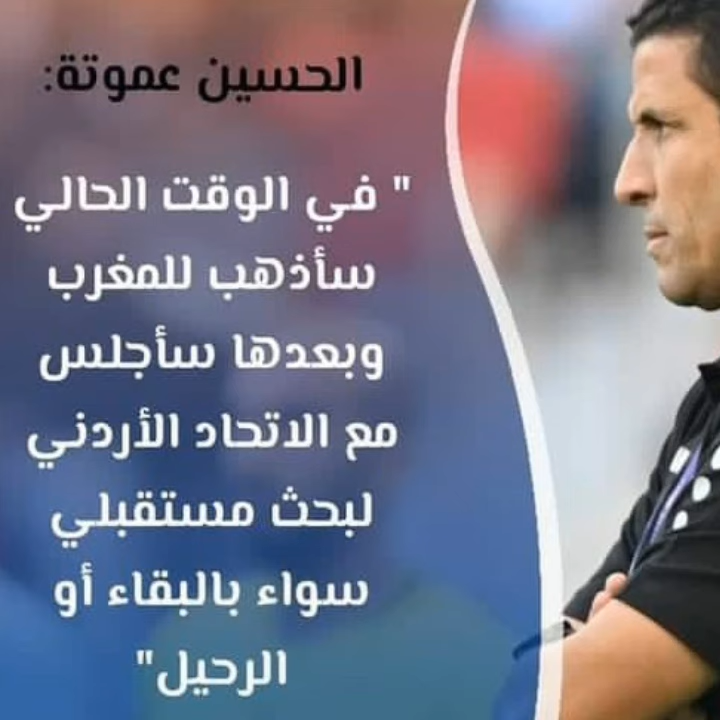 الحسين عموتة:
" في الوقت الحالي
سأذهب للمغرب
وبعدها سأجلس
مع الاتحاد الأردني
لبحث مستقبلي
سواء بالبقاء أو
الرحيل"